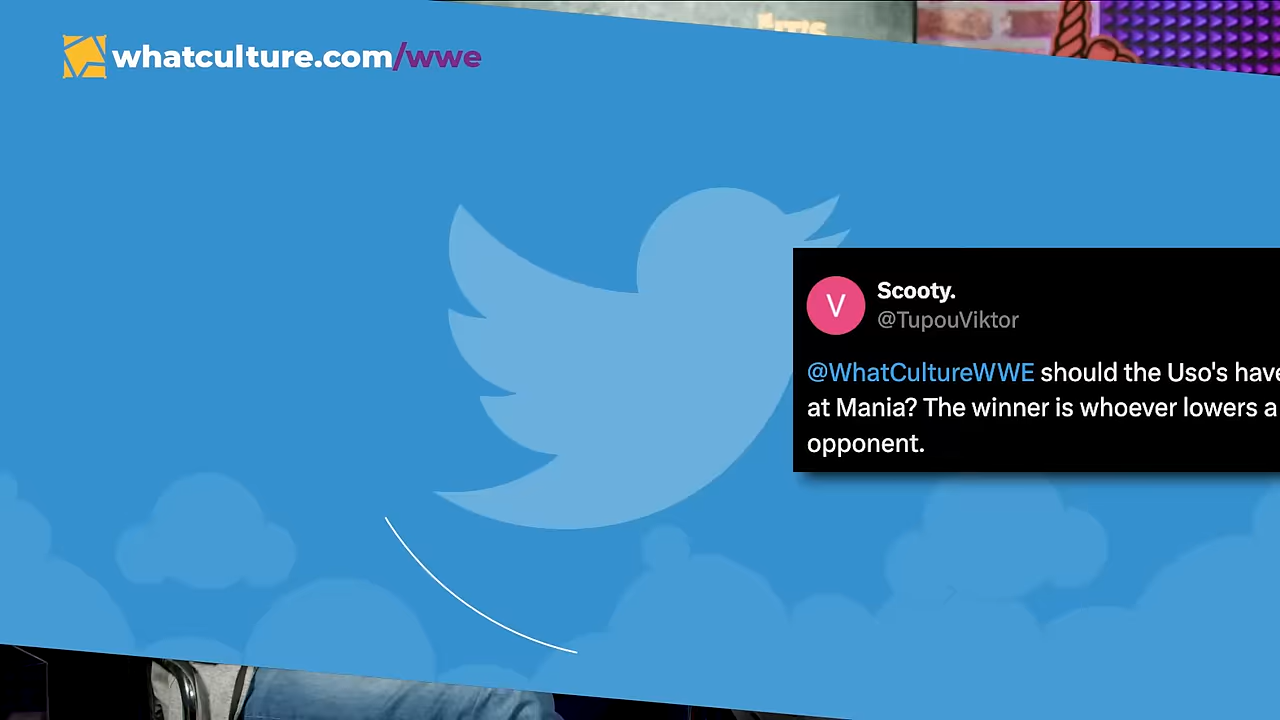 whatculture.com/wwe
V
Scooty.
@TupouViktor
@WhatCultureWWE should the Uso's have
at Mania? The winner is whoever lowers a
opponent.